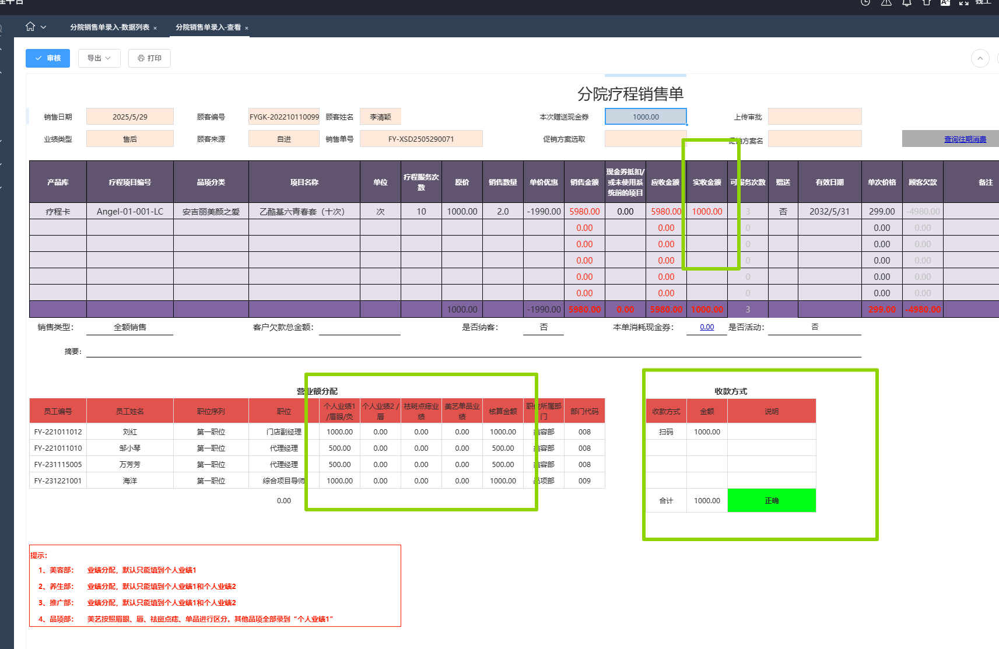 理平台
钱工
分院销售单录入-数据列表 ×
分院销售单录入-查看 ×
审核
导出
打印
分院疗程销售单
销售日期 2025/5/29 顾客编号 FYGK-202210110099 顾客姓名 李清颖 本次赠送现金券 1000.00 上传审批
业绩类型 售后 顾客来源 自进 销售单号 FY-XSD2505290071 促销方案选取 促销方案名 查询往期消费
产品库 疗程项目编号 品项分类 项目名称 单位 疗程服务次数 原价 销售数量 单价优惠 销售金额 现金券抵扣/或未使用系统前的项目 应收金额 实收金额 可服务次数 赠送 有效日期 单次价格 顾客欠款 备注
疗程卡 Angel-01-001-LC 安吉丽美颜之爱 乙酰基六青春套（十次） 次 10 1000.00 2.0 -1990.00 5980.00 0.00 5980.00 1000.00 3 否 2032/5/31 299.00 -4980.00
0.00 0.00 0 0.00 0.00
0.00 0.00 0 0.00 0.00
0.00 0.00 0 0.00 0.00
0.00 0.00 0 0.00 0.00
0.00 0.00 0 0.00 0.00
1000.00 -1990.00 5980.00 0.00 5980.00 1000.00 3 299.00 -4980.00
销售类型： 全额销售 客户欠款总金额： 是否纳客： 否 本单消耗现金券： 0.00 是否活动： 否
摘要：
营业额分配
员工编号 员工姓名 职位序列 职位 个人业绩1/眉眼/灸 个人业绩2 /唇 祛斑点痣业绩 美艺单品业绩 核算金额 职位所属部门 部门代码
FY-221011012 刘红 第一职位 门店副经理 1000.00 0.00 0.00 0.00 1000.00 美容部 008
FY-221011010 邹小琴 第一职位 代理经理 500.00 0.00 0.00 0.00 500.00 美容部 008
FY-231115005 万芳芳 第一职位 代理经理 500.00 0.00 0.00 0.00 500.00 美容部 008
FY-231221001 海洋 第一职位 综合项目导师 1000.00 0.00 0.00 0.00 1000.00 品项部 009
0.00
收款方式
收款方式 金额 说明
扫码 1000.00
合计 1000.00 正确
提示：
1、美容部： 业绩分配，默认只能填到个人业绩1
2、养生部： 业绩分配，默认只能填到个人业绩1和个人业绩2
3、推广部： 业绩分配，默认只能填到个人业绩1和个人业绩2
4、品项部： 美艺按照眉眼、唇、祛斑点痣、单品进行区分。其他品项全部录到“个人业绩1”